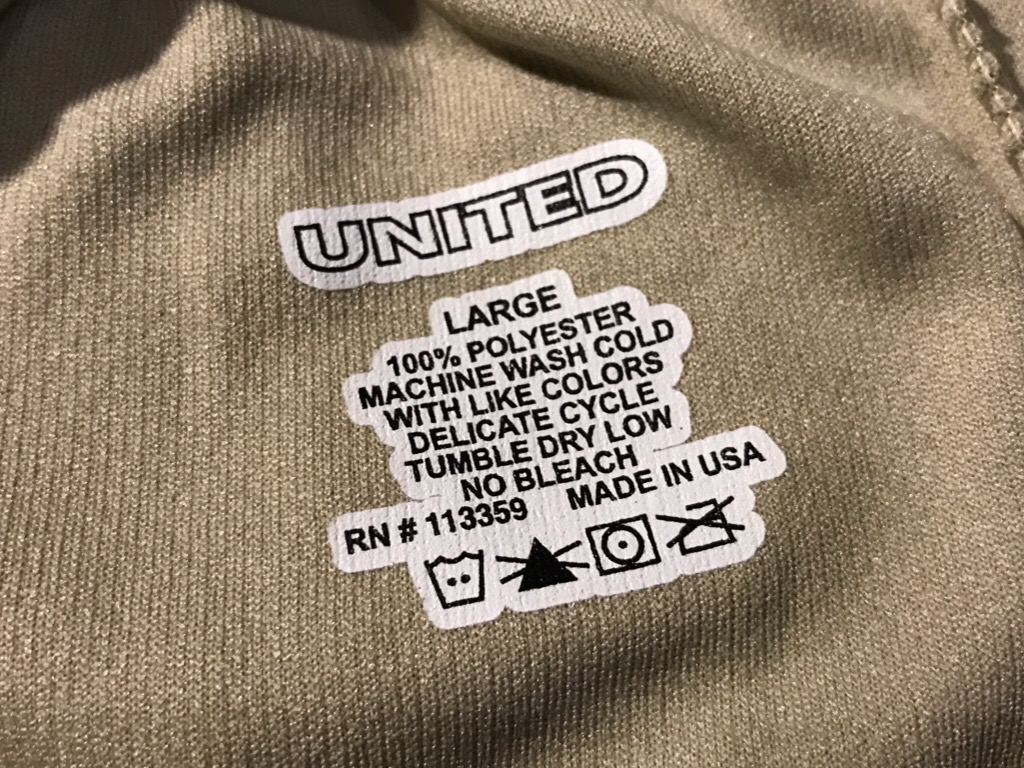 UNITED
LARGE
100% POLYESTER
MACHINE WASH COLD
WITH LIKE COLORS
DELICATE CYCLE
TUMBLE DRY LOW
NO BLEACH
RN # 113359 MADE IN USA